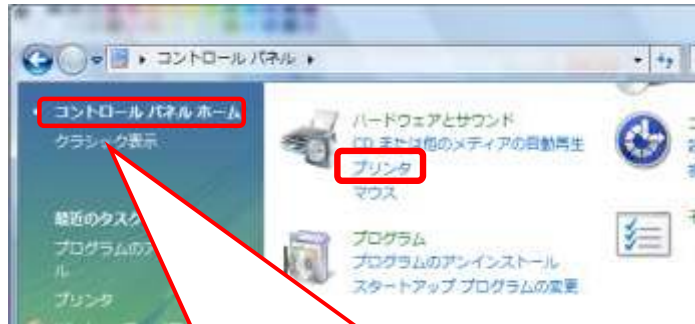 コントロール パネル
コントロール パネル ホーム
クラシック表示
最近のタスク
プログラムのア
ル
プリンタ
ハードウェアとサウンド
CD または他のメディアの自動再生
プリンタ
マウス
プログラム
プログラムのアンインストール
スタートアップ プログラムの変更